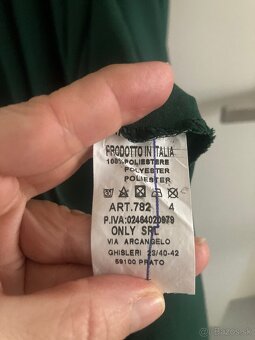 PRODOTTO IN ITALIA
100% POLIESTERE
POLYESTER
POLIESTER
ART.782 4
P.IVA:02464020979
ONLY SRL
VIA ARCANGELO
GHISLERI 23/40-42
59100 PRATO